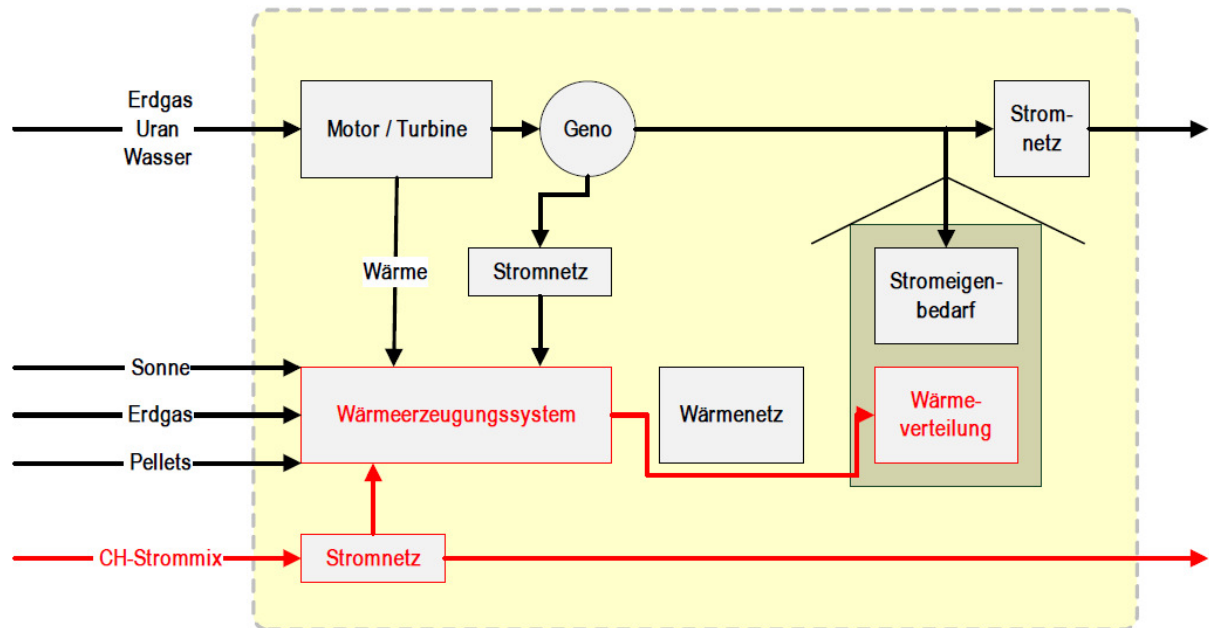 Erdgas
Uran
Wasser
Motor / Turbine
Geno
Strom-
netz
Wärme
Stromnetz
Stromeigen-
bedarf
Sonne
Erdgas
Pellets
Wärmeerzeugungssystem
Wärmenetz
Wärme-
verteilung
CH-Strommix
Stromnetz